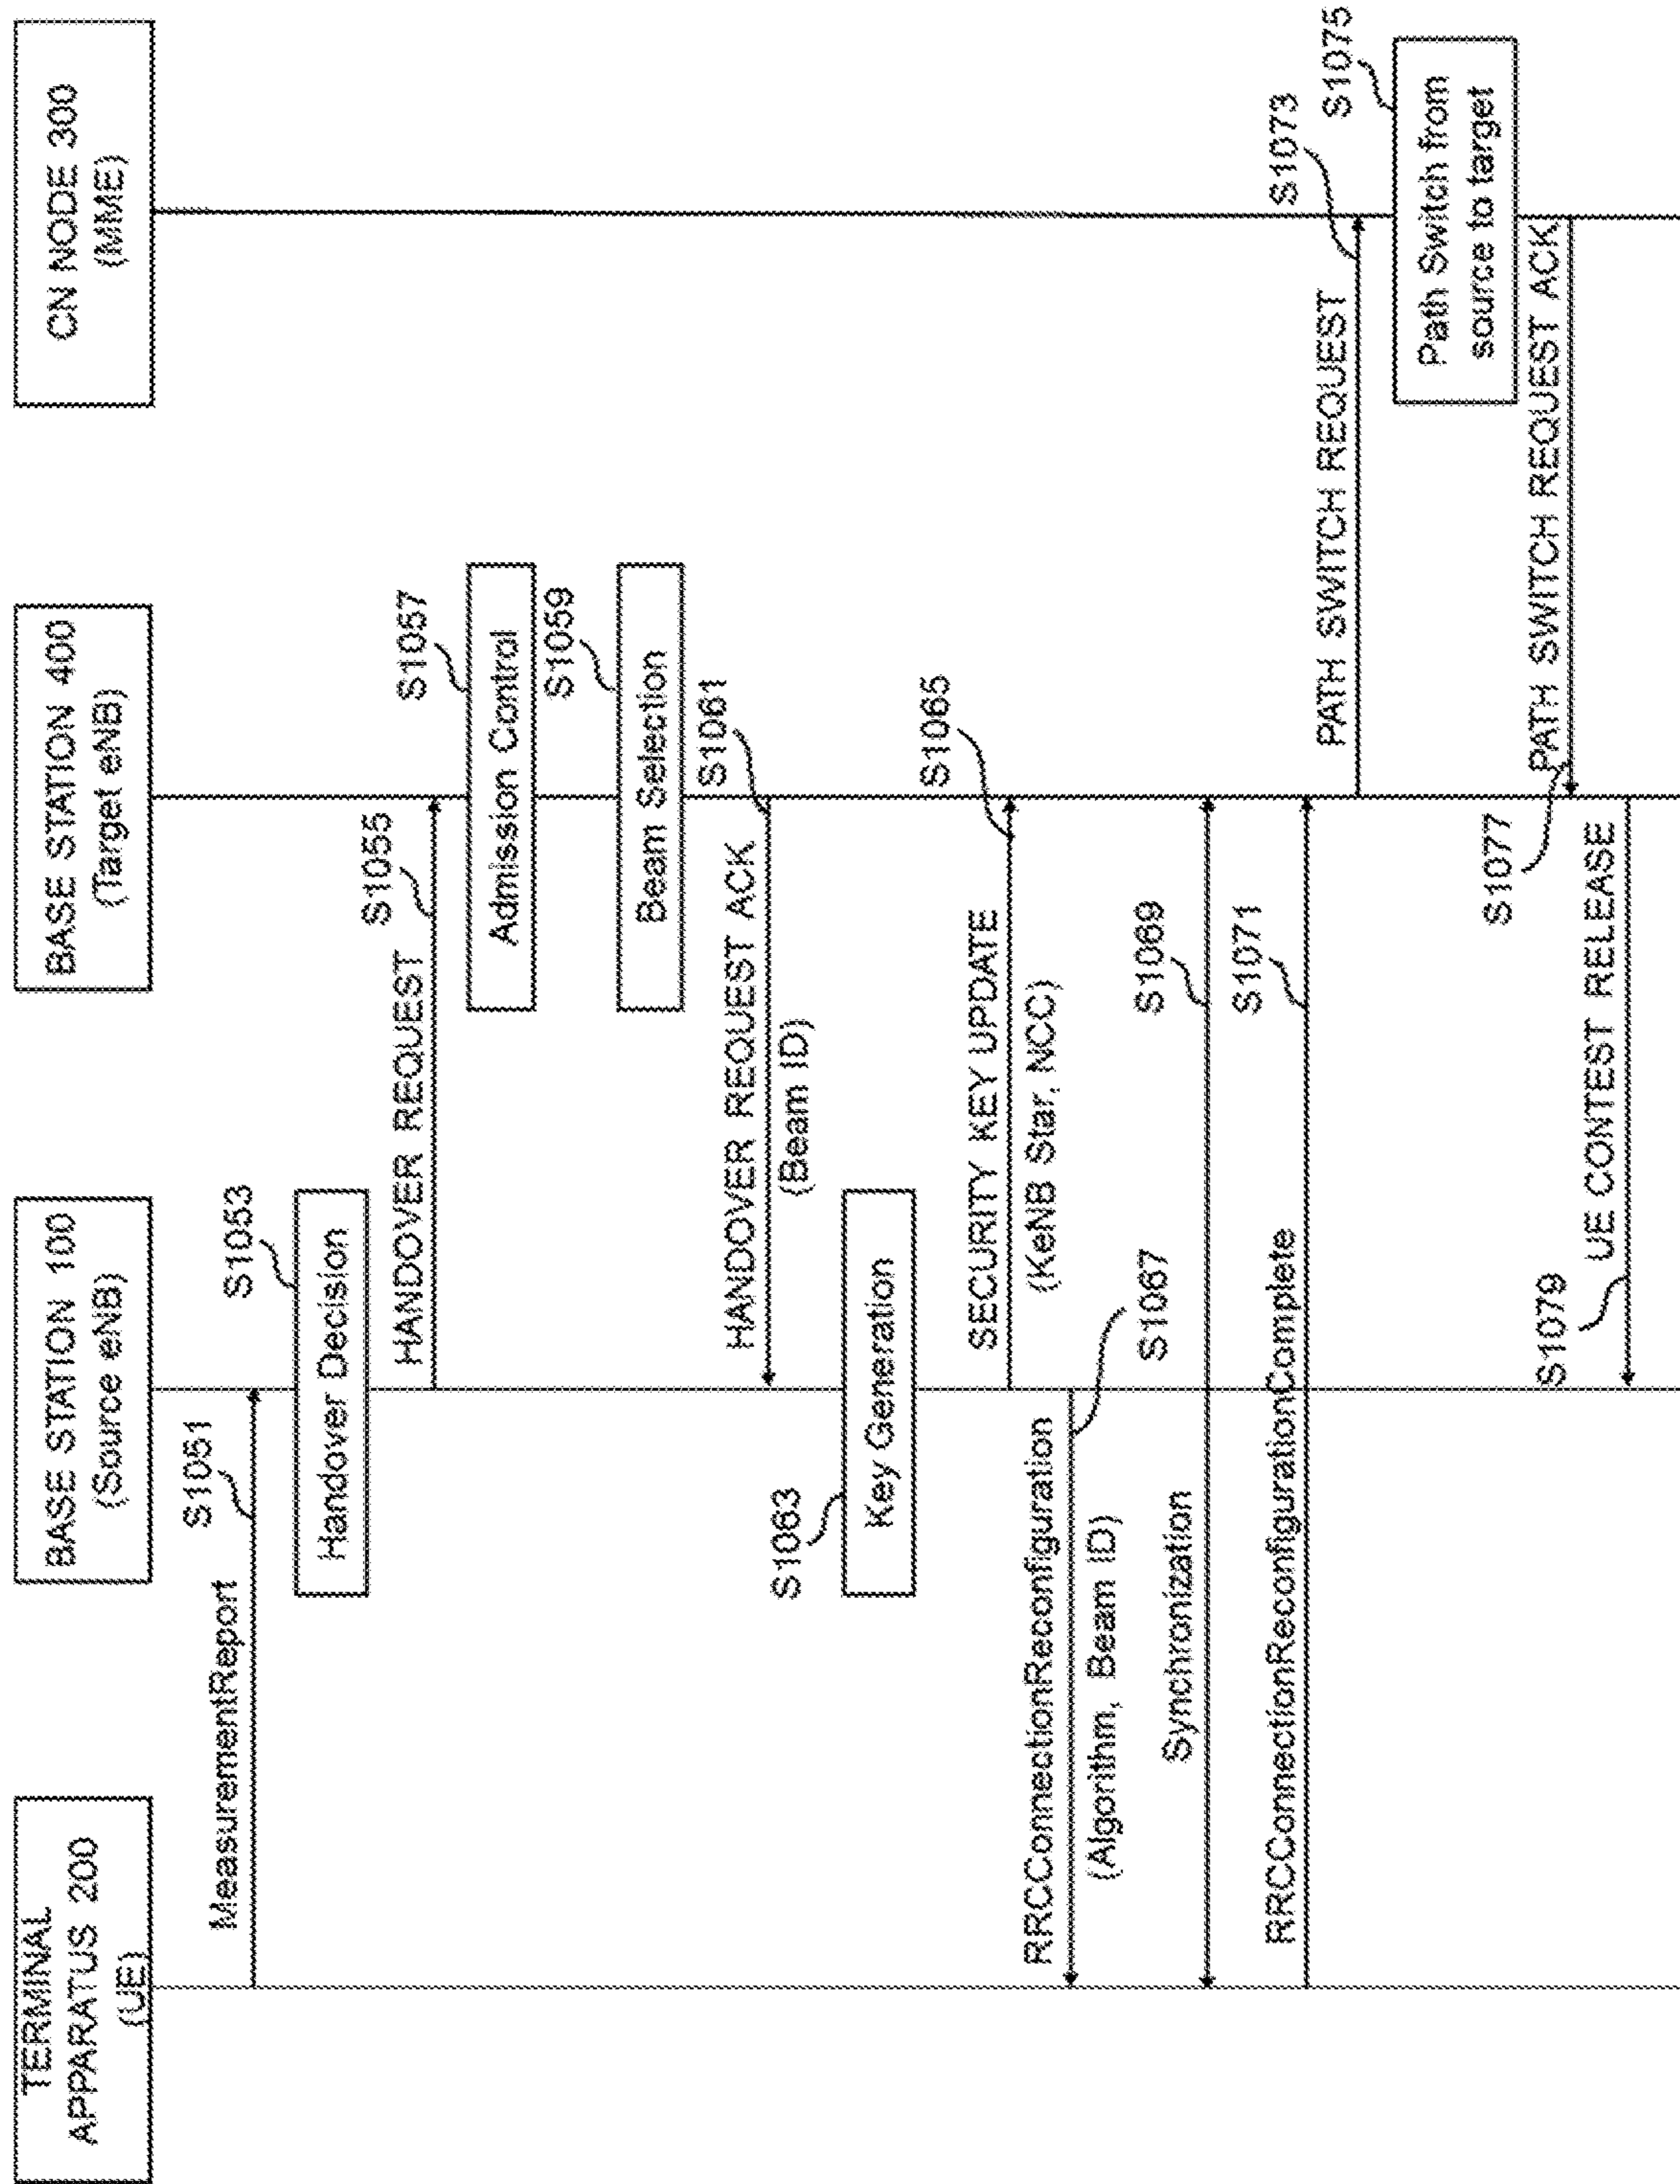 TERMINAL
APPARATUS 200
(UE)
BASE STATION 100
(Source eNB)
BASE STATION 400
(Target eNB)
CN NODE 300
(MME)
S1051
MeasurementReport
S1053
Handover Decision
S1055
HANDOVER REQUEST
S1057
Admission Control
S1059
Beam Selection
S1061
HANDOVER REQUEST ACK
(Beam ID)
S1063
Key Generation
S1065
SECURITY KEY UPDATE
(KeNB Star, NCC)
RRCConnectionReconfiguration
(Algorithm, Beam ID)
S1067
S1069
Synchronization
S1071
RRCConnectionReconfigurationComplete
S1073
PATH SWITCH REQUEST
S1075
Path Switch from
source to target
PATH SWITCH REQUEST ACK
S1077
UE CONTEST RELEASE
S1079